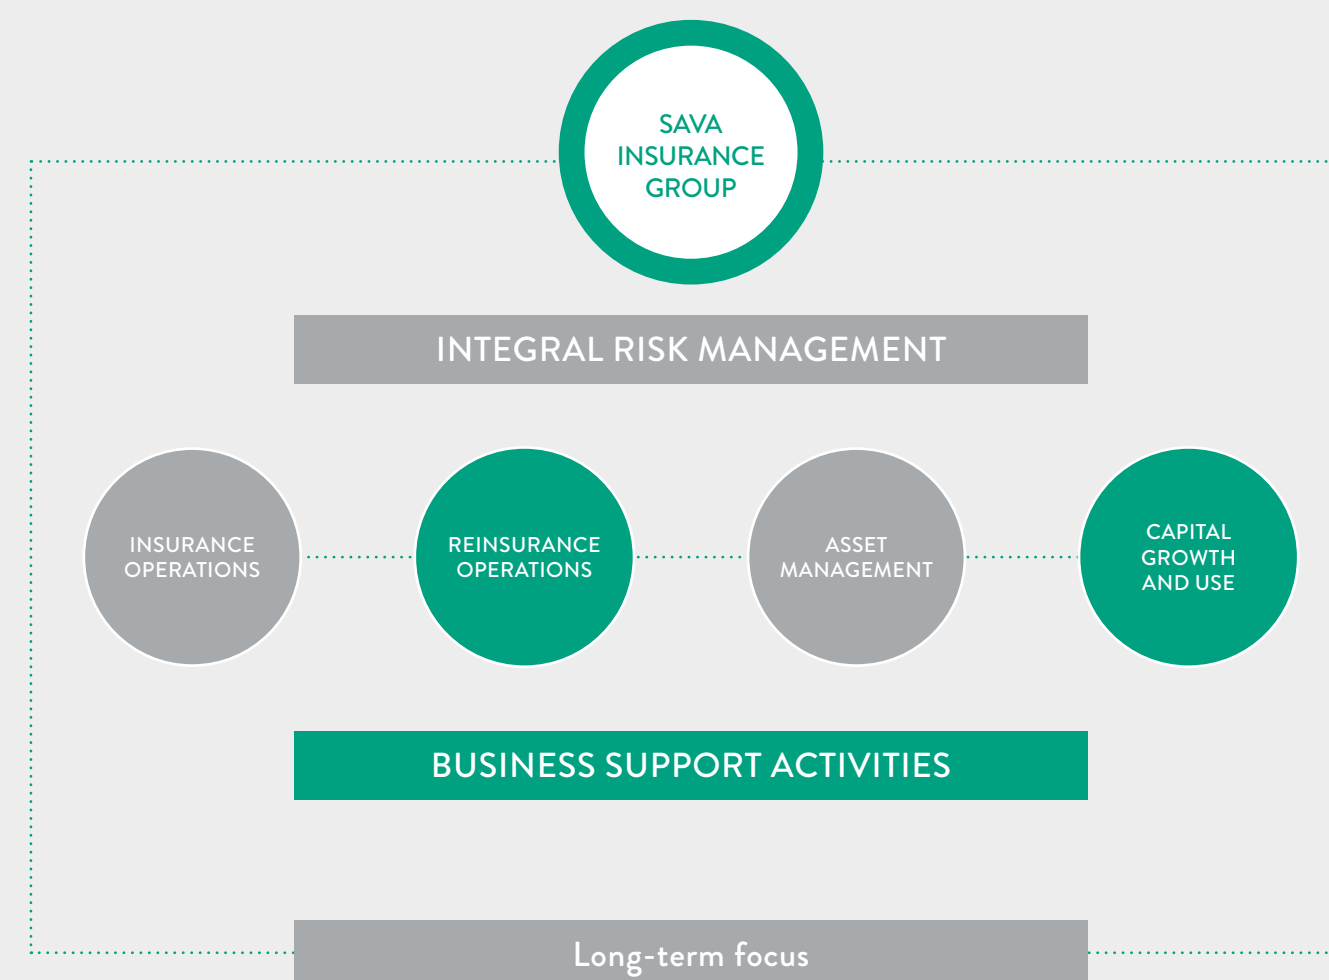 SAVA
INSURANCE
GROUP
INTEGRAL RISK MANAGEMENT
INSURANCE
OPERATIONS
REINSURANCE
OPERATIONS
ASSET
MANAGEMENT
CAPITAL
GROWTH
AND USE
BUSINESS SUPPORT ACTIVITIES
Long-term focus